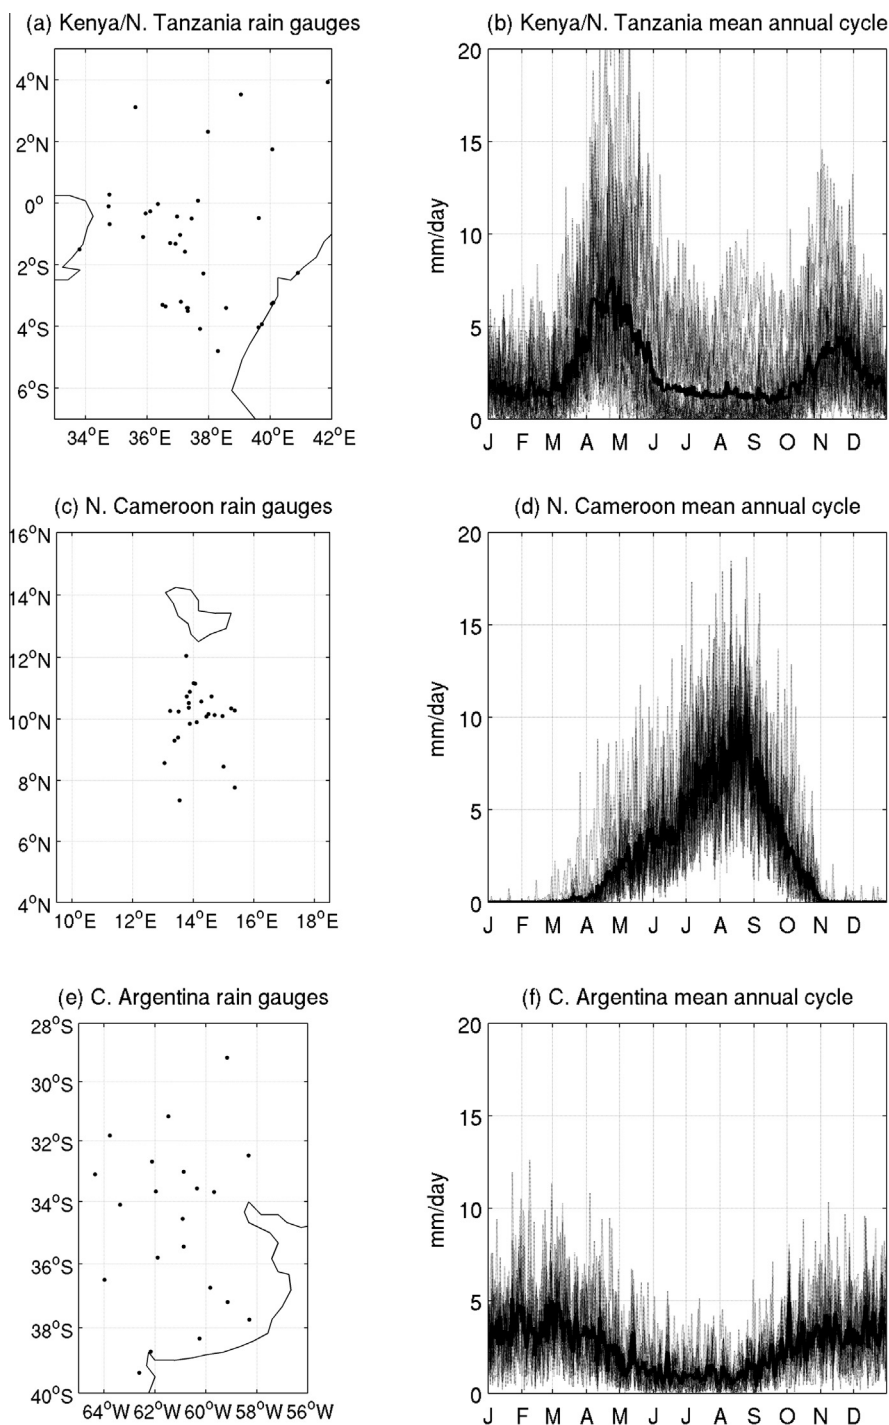 (a) Kenya/N. Tanzania rain gauges
4°N
2°N
0°
2°S
4°S
6°S
34°E 36°E 38°E 40°E 42°E
(b) Kenya/N. Tanzania mean annual cycle
mm/day
20
15
10
5
0
J F M A M J J A S O N D
(c) N. Cameroon rain gauges
16°N
14°N
12°N
10°N
8°N
6°N
4°N
10°E 12°E 14°E 16°E 18°E
(d) N. Cameroon mean annual cycle
mm/day
20
15
10
5
0
J F M A M J J A S O N D
(e) C. Argentina rain gauges
28°S
30°S
32°S
34°S
36°S
38°S
40°S
64°W 62°W 60°W 58°W 56°W
(f) C. Argentina mean annual cycle
mm/day
20
15
10
5
0
J F M A M J J A S O N D